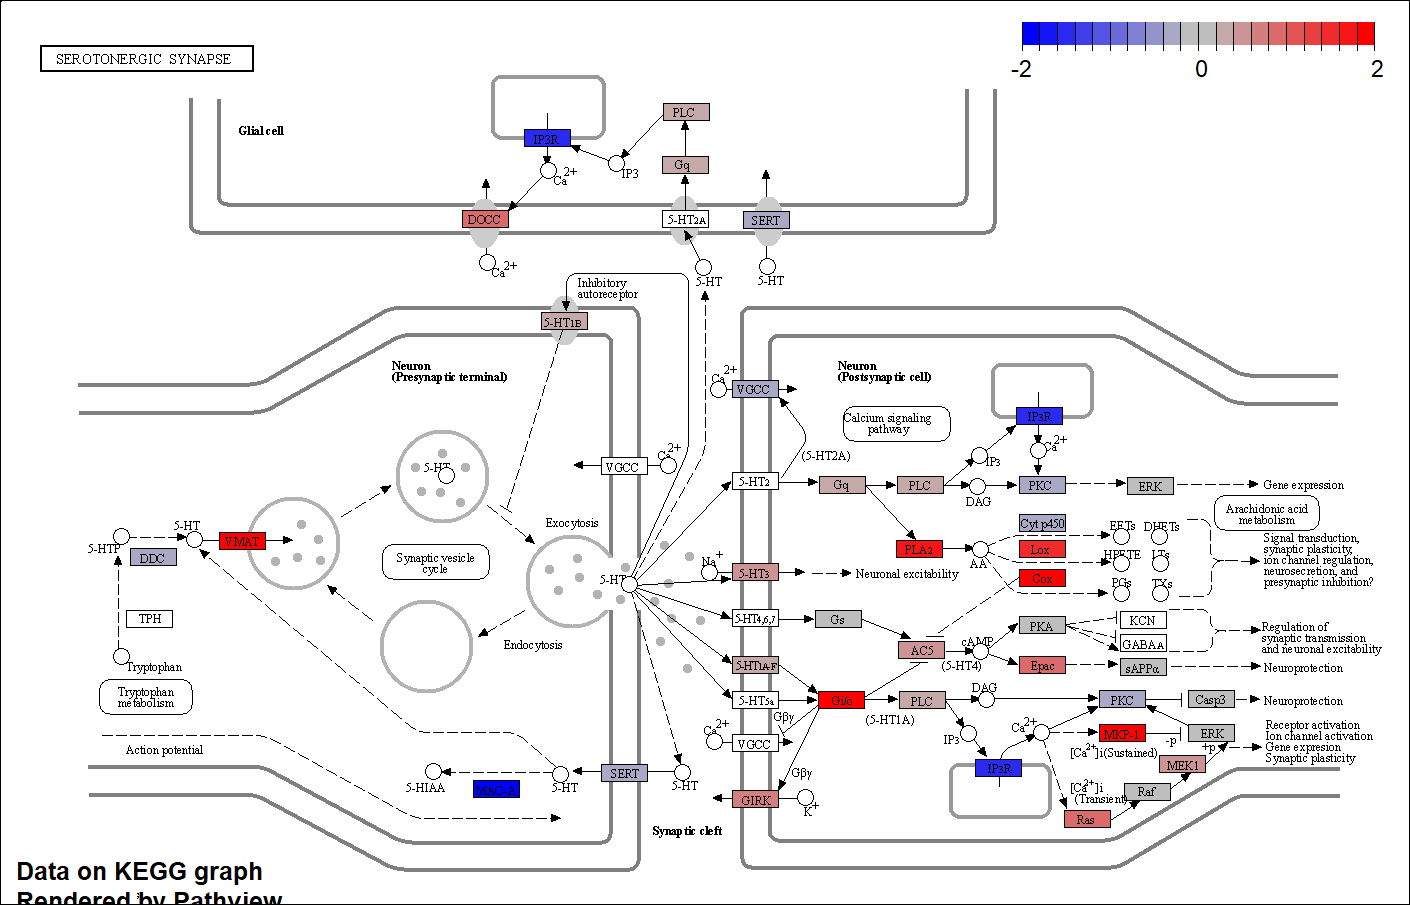 SEROTONERGIC SYNAPSE
-2
0
2
Glial cell
IP3R
PLC
Gq
IP3
Ca2+
DOCC
5-HT2A
SERT
Ca2+
5-HT
5-HT
Inhibitory
autoreceptor
5-HT1B
Neuron
(Presynaptic terminal)
Neuron
(Postsynaptic cell)
Ca2+
VGCC
Calcium signaling
pathway
IP3R
Ca2+
IP3
(5-HT2A)
5-HT
VGCC
Ca2+
5-HT2
Gq
PLC
DAG
PKC
ERK
Gene expression
Arachidonic acid
metabolism
Exocytosis
5-HT
5-HTP
DDC
VMAT
Synaptic vesicle
cycle
Cyt p450
EETs
DHETs
PLA2
AA
Lox
HPETE
LTs
Cox
PGs
TXs
Signal transduction,
synaptic plasticity,
ion channel regulation,
neurosecretion, and
presynaptic inhibition?
5-HT
Na+
5-HT3
Neuronal excitability
TPH
5-HT4,6,7
Gs
AC5
cAMP
(5-HT4)
PKA
KCN
GABAA
Regulation of
synaptic transmission
and neuronal excitability
Endocytosis
Tryptophan
Tryptophan
metabolism
5-HT1A-F
Epac
sAPPα
Neuroprotection
5-HT5a
Gi/o
PLC
(5-HT1A)
DAG
PKC
Casp3
Neuroprotection
Gβγ
Ca2+
VGCC
IP3
Ca2+
MKP-1
-p
ERK
+p
[Ca2+]i(Sustained)
Receptor activation
Ion channel activation
Gene expresion
Synaptic plasticity
Action potential
5-HIAA
MAO-A
5-HT
SERT
5-HT
Gβγ
IP3R
MEK1
[Ca2+]i
(Transient)
Raf
Ras
GIRK
K+
Synaptic cleft
Data on KEGG graph
Rendered by Pathview